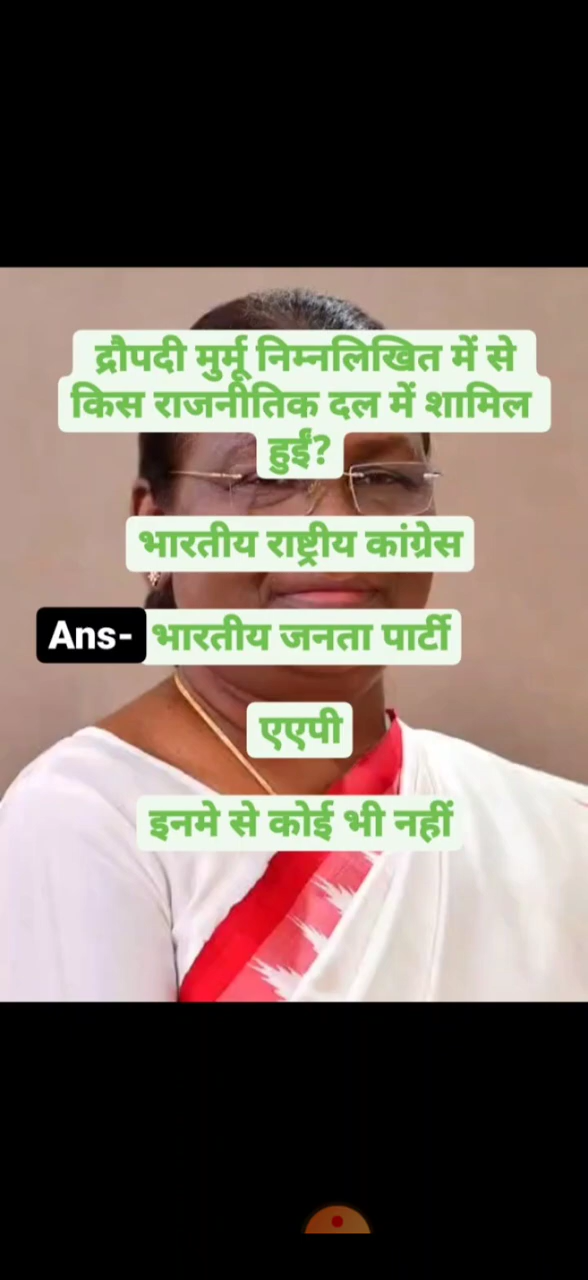 द्रौपदी मुर्मू निम्नलिखित में से
किस राजनीतिक दल में शामिल
हुईं?
भारतीय राष्ट्रीय कांग्रेस
Ans- भारतीय जनता पार्टी
एएपी
इनमे से कोई भी नहीं